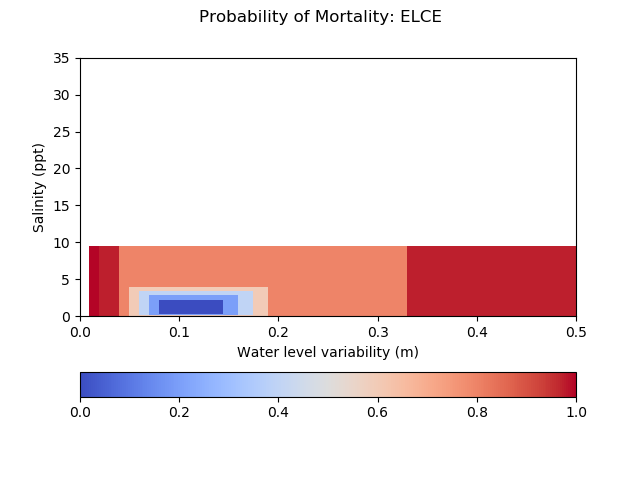 Probability of Mortality: ELCE
35
30
25
20
15
10
5
0
Salinity (ppt)
0.0 0.1 0.2 0.3 0.4 0.5
Water level variability (m)
0.0 0.2 0.4 0.6 0.8 1.0